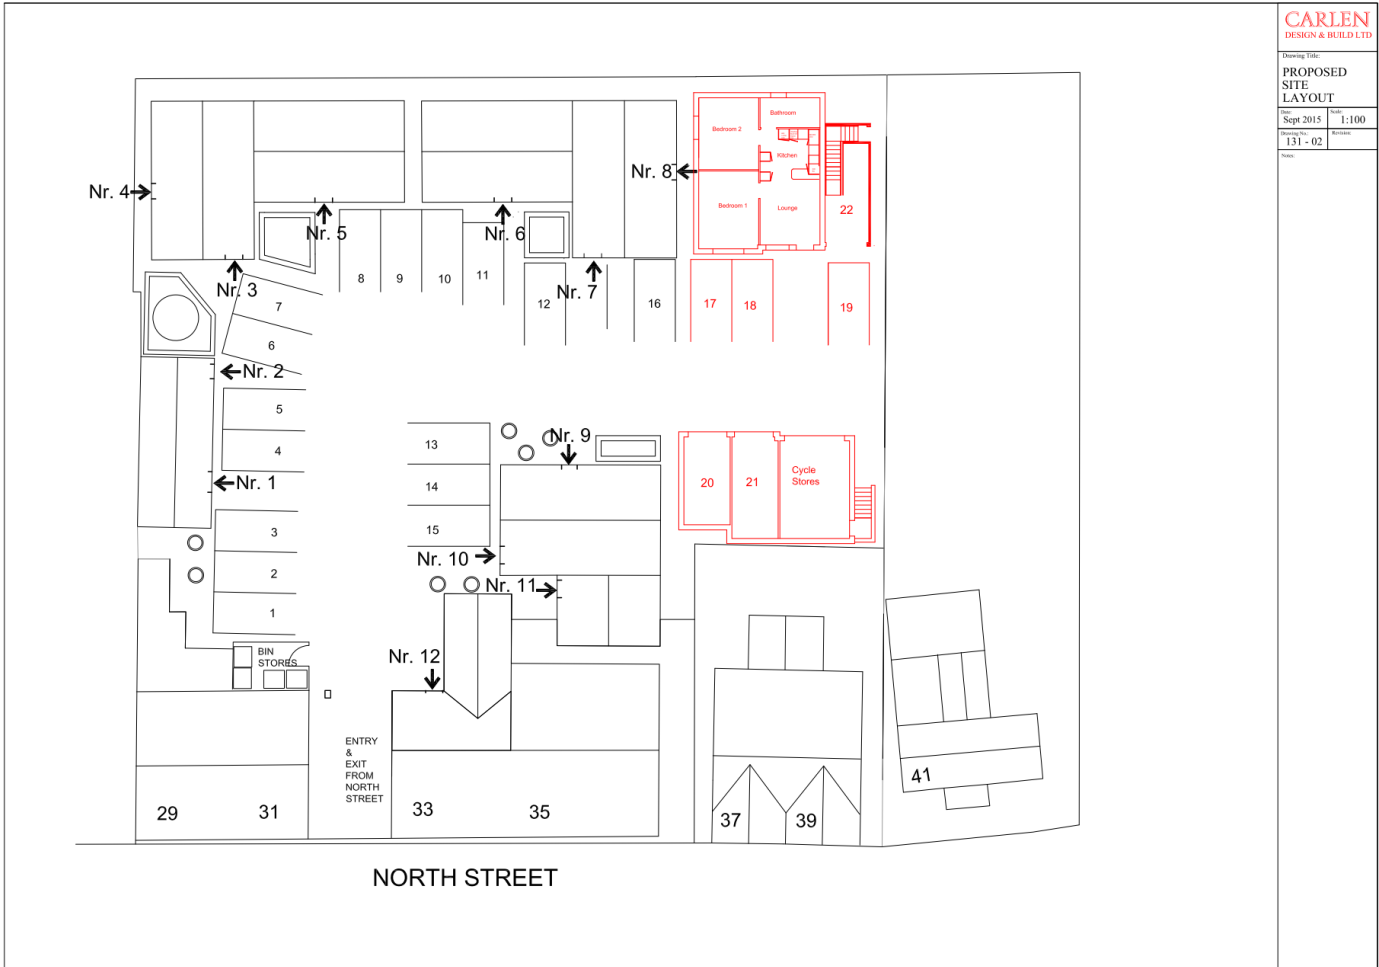 CARLEN
DESIGN & BUILD LTD
Drawing Title:
PROPOSED
SITE
LAYOUT
Date:
Scale:
Sept 2015
1:100
Drawing No.:
Revision:
131 - 02
Notes:
Bathroom
Bedroom 2
Kitchen
Nr. 8
Nr. 4
Bedroom 1
Lounge
22
Nr. 5
Nr. 6
8
9
10
11
Nr. 3
Nr. 7
12
16
17
18
19
7
6
Nr. 2
5
4
13
Nr. 9
Nr. 1
14
20
21
Cycle
Stores
3
15
Nr. 10
2
Nr. 11
1
BIN
STORES
Nr. 12
ENTRY
&
EXIT
FROM
NORTH
STREET
29
31
33
35
37
39
41
NORTH STREET